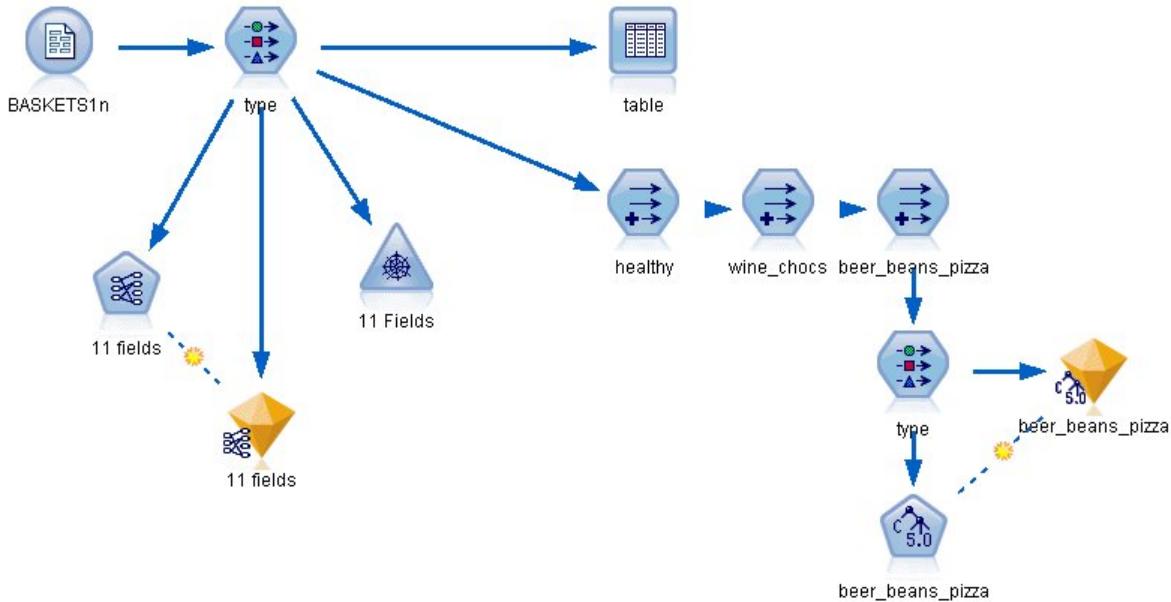 BASKETS1n
type
table
healthy
wine_chocs
beer_beans_pizza
11 fields
11 Fields
11 fields
type
C 5.0
beer_beans_pizza
C 5.0
beer_beans_pizza